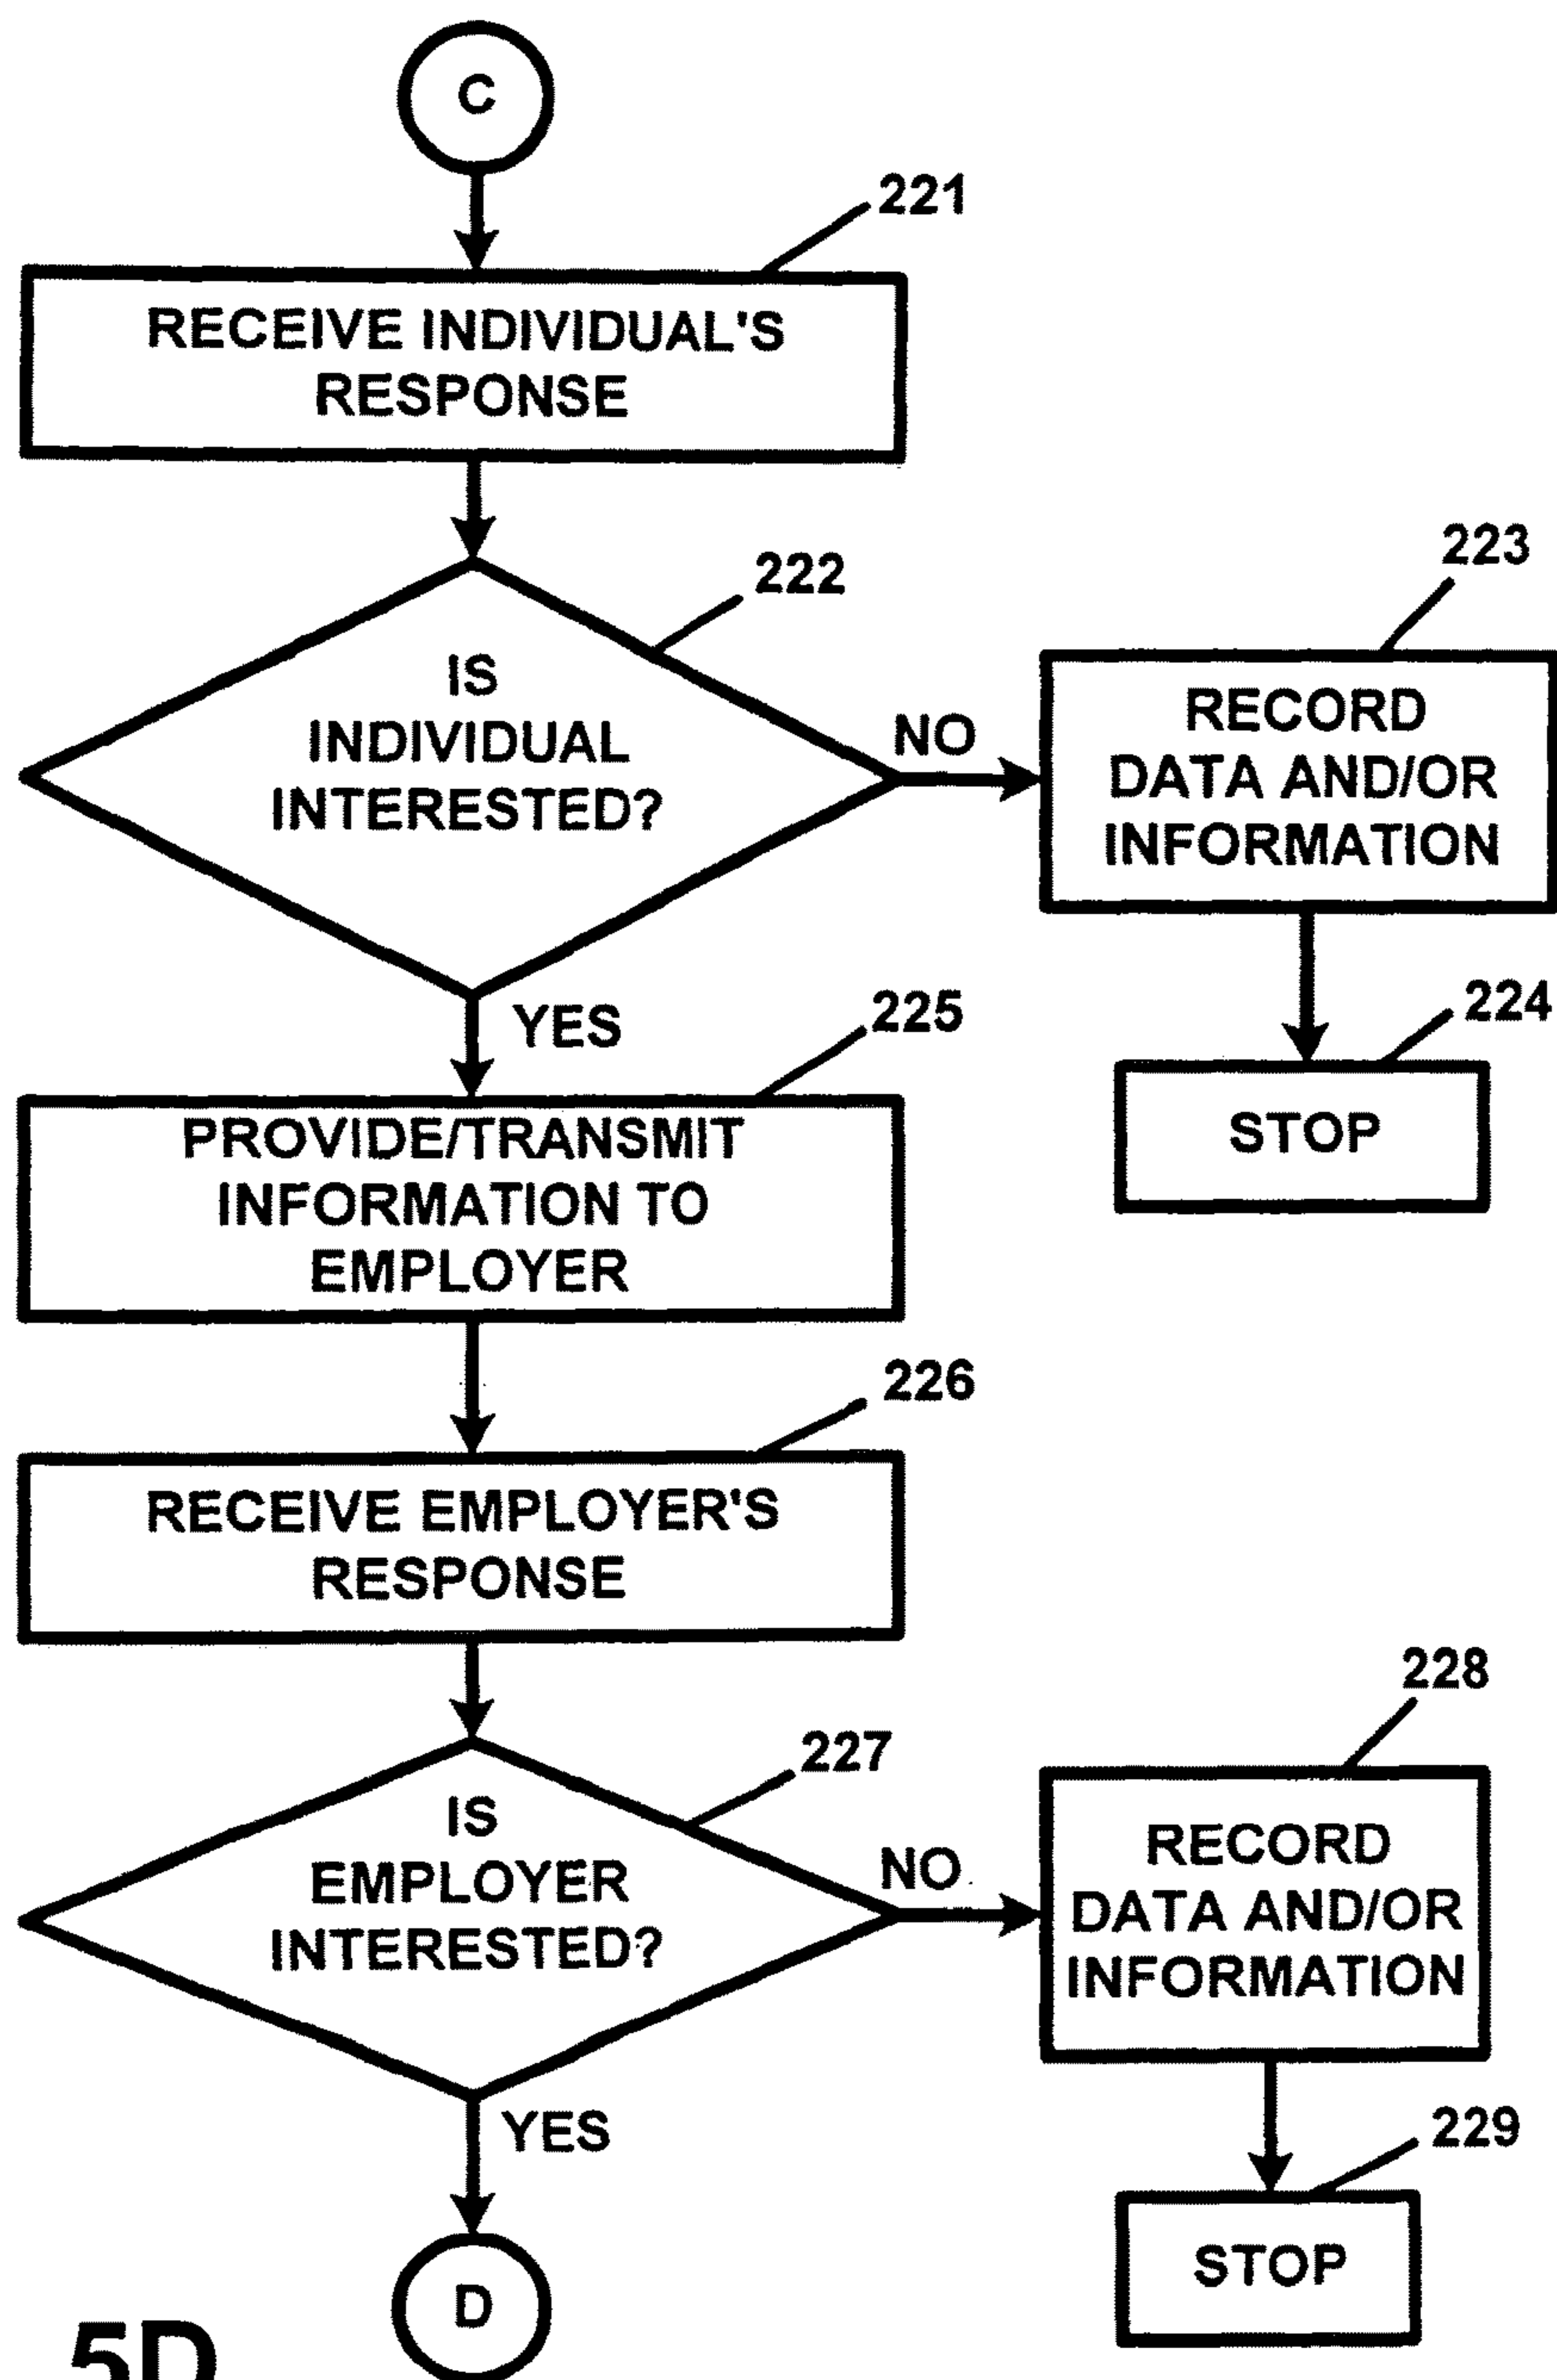 C
221
RECEIVE INDIVIDUAL'S
RESPONSE
222
IS
INDIVIDUAL
INTERESTED?
NO
223
RECORD
DATA AND/OR
INFORMATION
224
STOP
YES
225
PROVIDE/TRANSMIT
INFORMATION TO
EMPLOYER
226
RECEIVE EMPLOYER'S
RESPONSE
227
IS
EMPLOYER
INTERESTED?
NO
228
RECORD
DATA AND/OR
INFORMATION
229
STOP
YES
D
5D